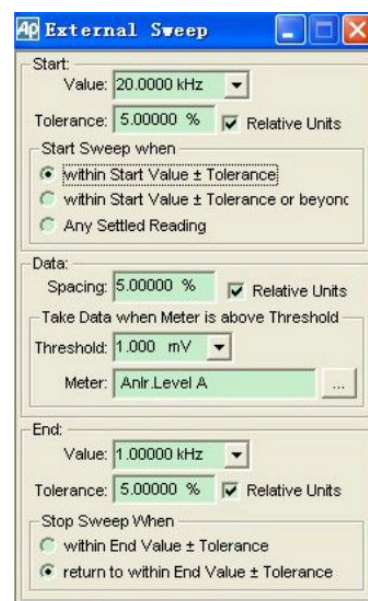 AP External Sweep
Start:
Value: 20.0000 kHz
Tolerance: 5.00000 % Relative Units
Start Sweep when
within Start Value ± Tolerance
within Start Value ± Tolerance or beyond
Any Settled Reading
Data:
Spacing: 5.00000 % Relative Units
Take Data when Meter is above Threshold
Threshold: 1.000 mV
Meter: Anlr.Level A ...
End:
Value: 1.00000 kHz
Tolerance: 5.00000 % Relative Units
Stop Sweep When
within End Value ± Tolerance
return to within End Value ± Tolerance